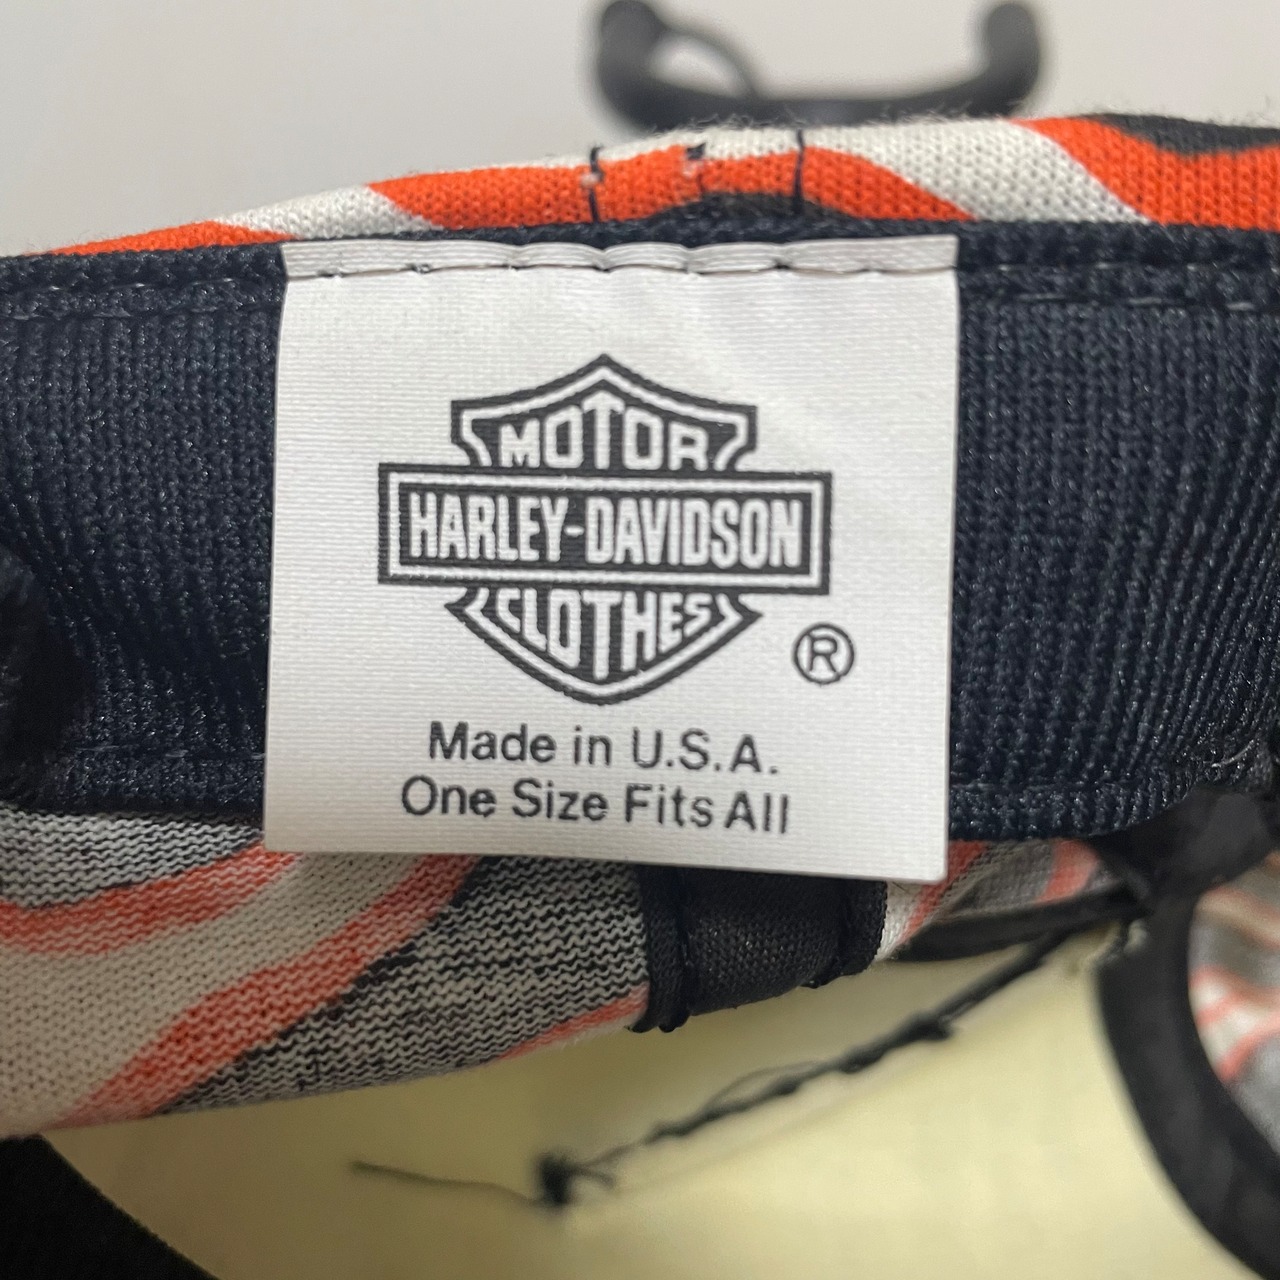 MOTOR
HARLEY-DAVIDSON
CLOTHES
®
Made in U.S.A.
One Size Fits All